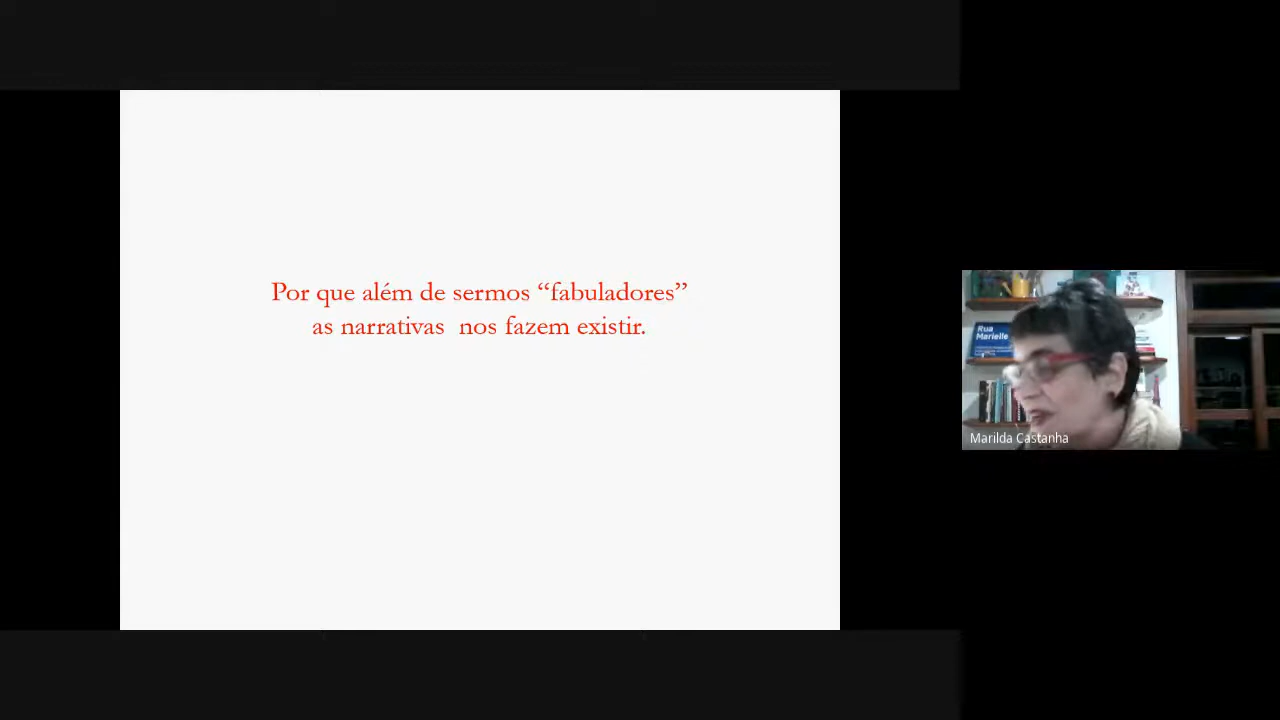 Por que além de sermos “fabuladores”
as narrativas  nos fazem existir.
Rua
Marielle
Marilda Castanha